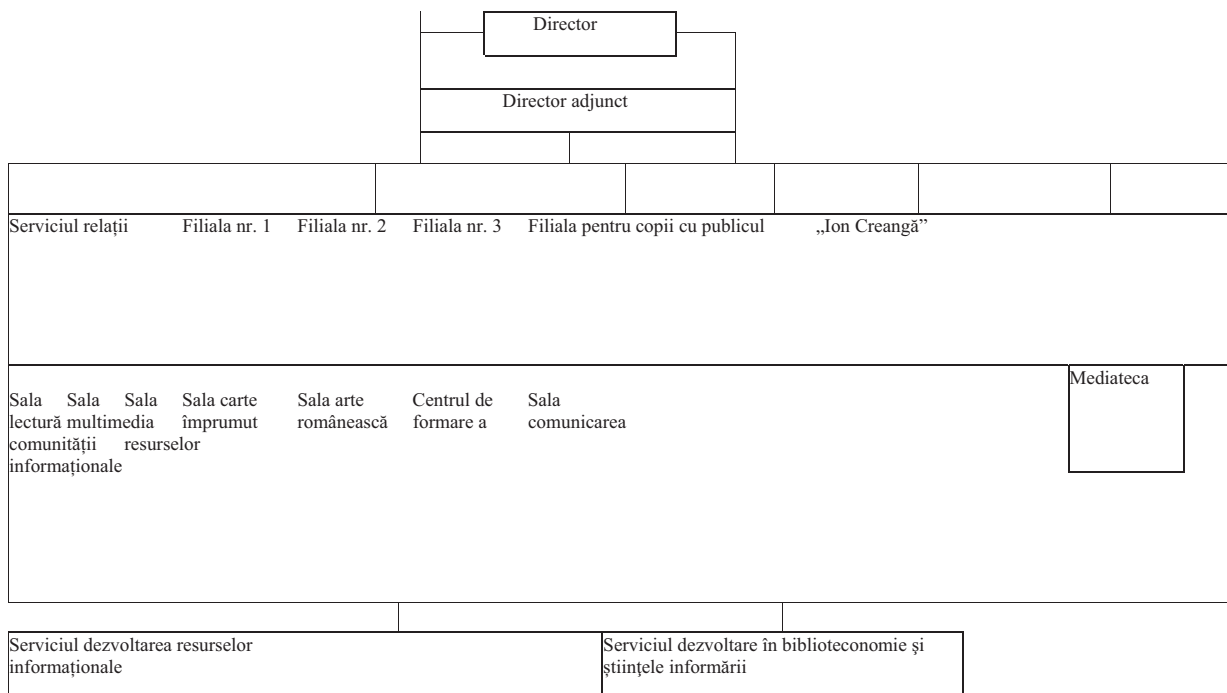 Director
Director adjunct
Serviciul relații Filiala nr. 1 Filiala nr. 2 Filiala nr. 3 Filiala pentru copii cu publicul „Ion Creangă”
Mediateca
Sala Sala Sala Sala carte Sala arte Centrul de Sala
lectură multimedia împrumut românească formare a comunicarea
comunității resurselor
informaționale
Serviciul dezvoltarea resurselor
informaționale
Serviciul dezvoltare în biblioteconomie şi
științele informării